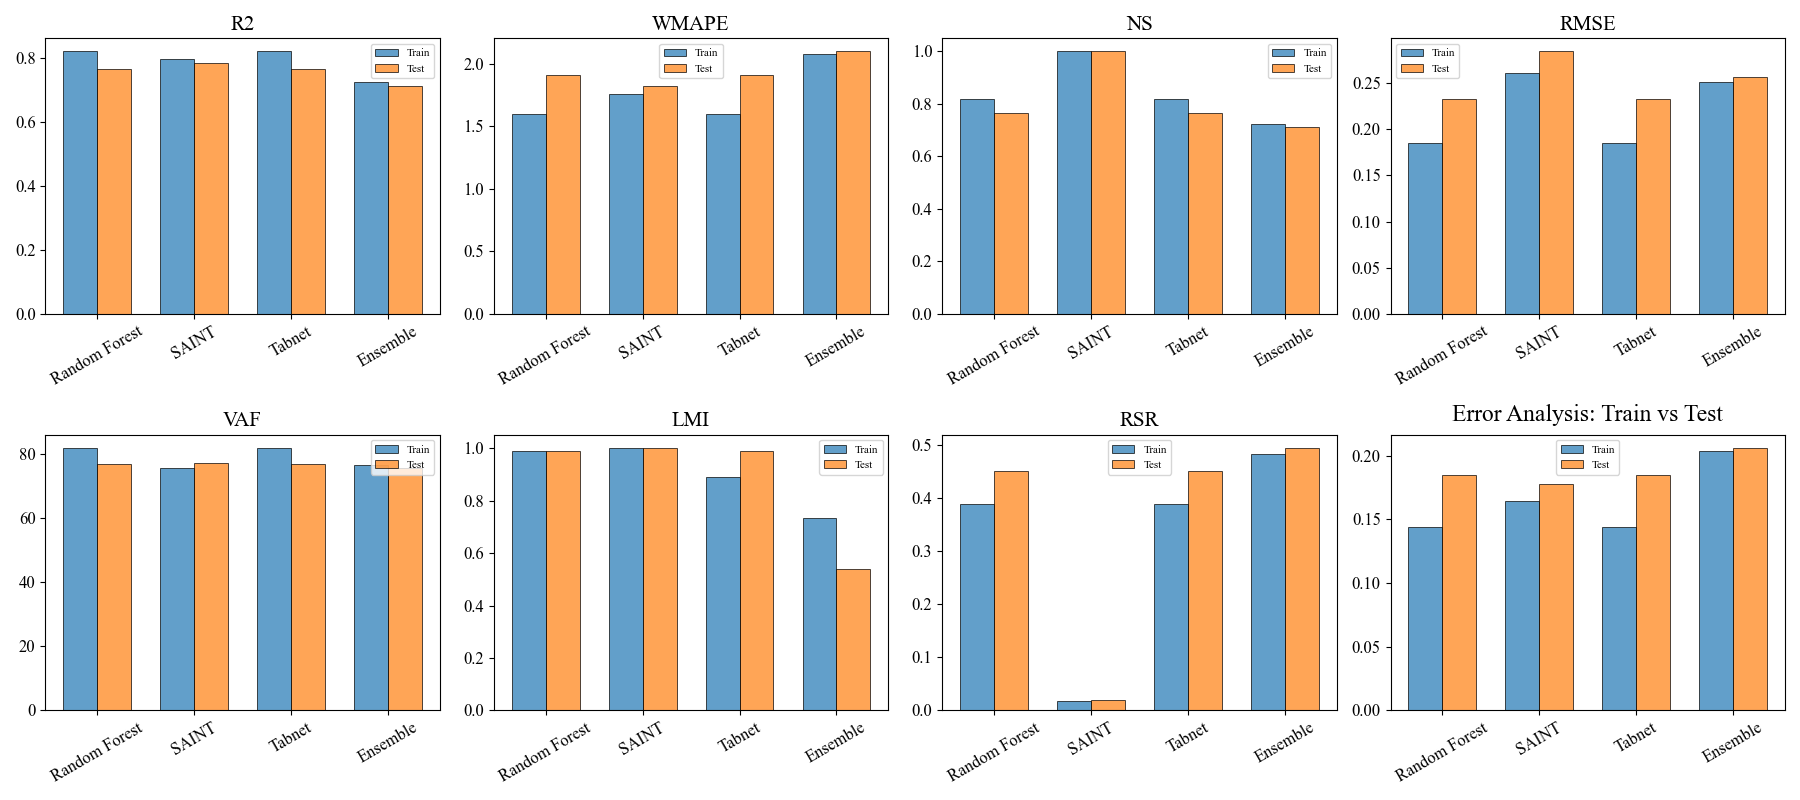 R2
0.8
0.6
0.4
0.2
0.0
Train
Test
Random Forest
SAINT
Tabnet
Ensemble
WMAPE
2.0
1.5
1.0
0.5
0.0
Train
Test
Random Forest
SAINT
Tabnet
Ensemble
NS
1.0
0.8
0.6
0.4
0.2
0.0
Train
Test
Random Forest
SAINT
Tabnet
Ensemble
RMSE
0.25
0.20
0.15
0.10
0.05
0.00
Train
Test
Random Forest
SAINT
Tabnet
Ensemble
VAF
80
60
40
20
0
Train
Test
Random Forest
SAINT
Tabnet
Ensemble
LMI
1.0
0.8
0.6
0.4
0.2
0.0
Train
Test
Random Forest
SAINT
Tabnet
Ensemble
RSR
0.5
0.4
0.3
0.2
0.1
0.0
Train
Test
Random Forest
SAINT
Tabnet
Ensemble
Error Analysis: Train vs Test
0.20
0.15
0.10
0.05
0.00
Train
Test
Random Forest
SAINT
Tabnet
Ensemble